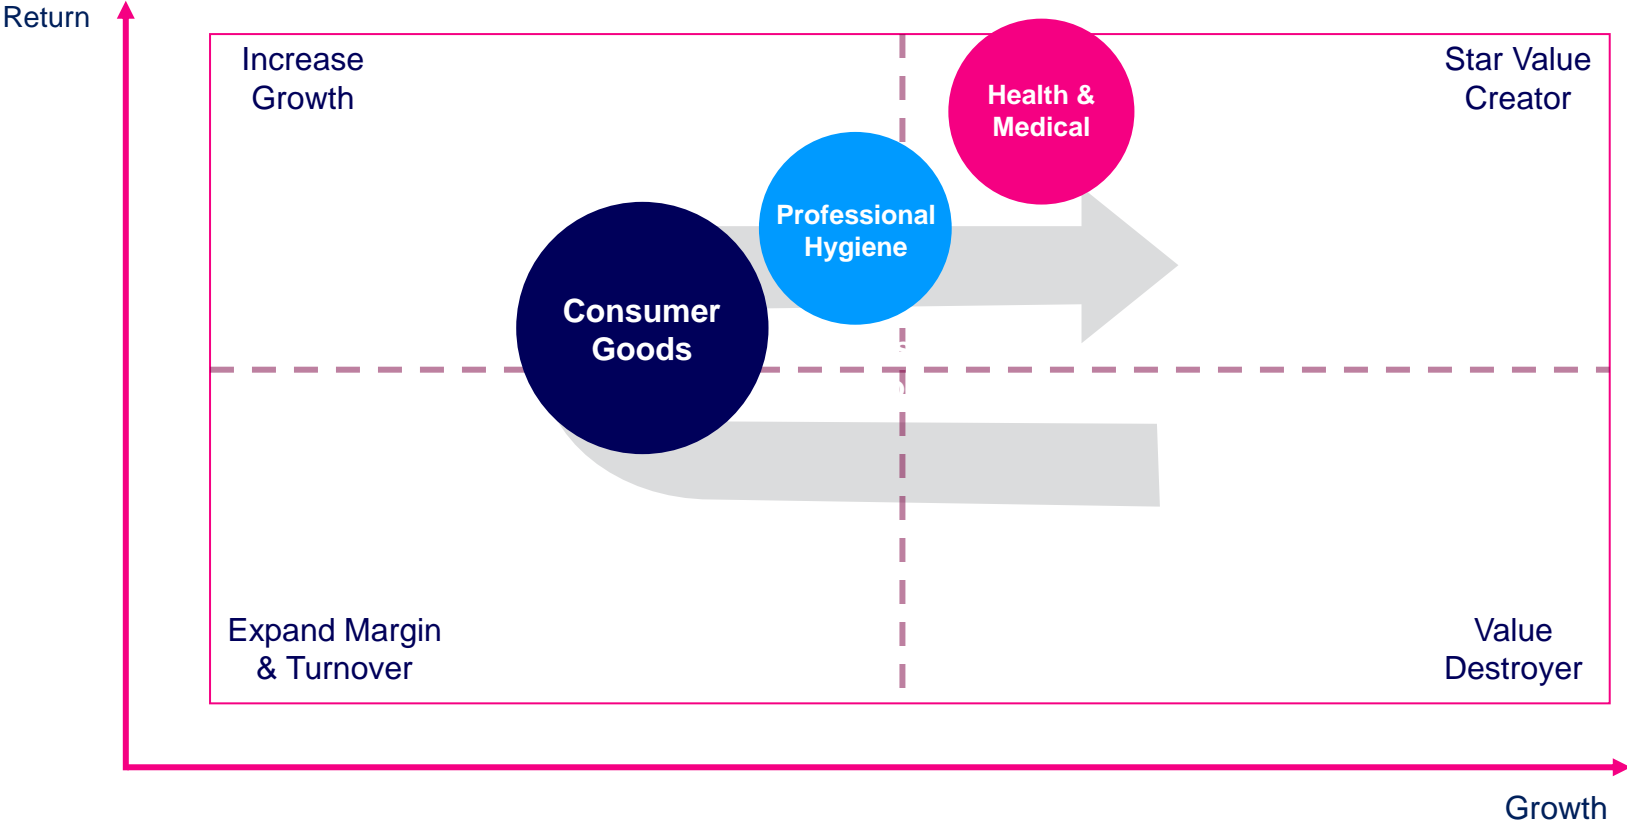 Return
Increase
Growth
Health &
Medical
Star Value
Creator
Professional
Hygiene
Consumer
Goods
Expand Margin
& Turnover
Value
Destroyer
Growth